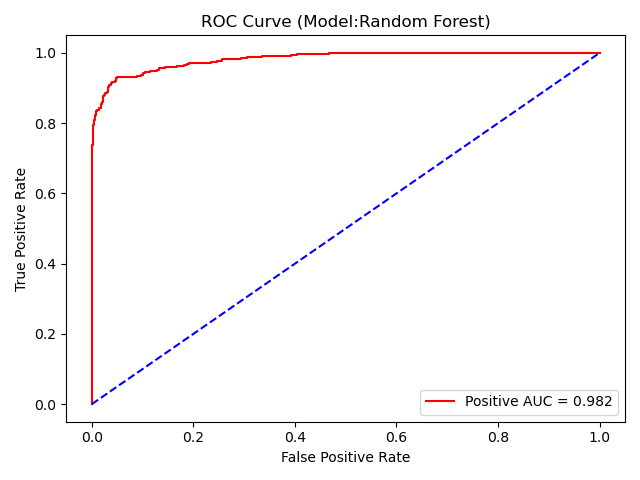 ROC Curve (Model:Random Forest)
True Positive Rate
1.0
0.8
0.6
0.4
0.2
0.0
0.0 0.2 0.4 0.6 0.8 1.0
False Positive Rate
Positive AUC = 0.982